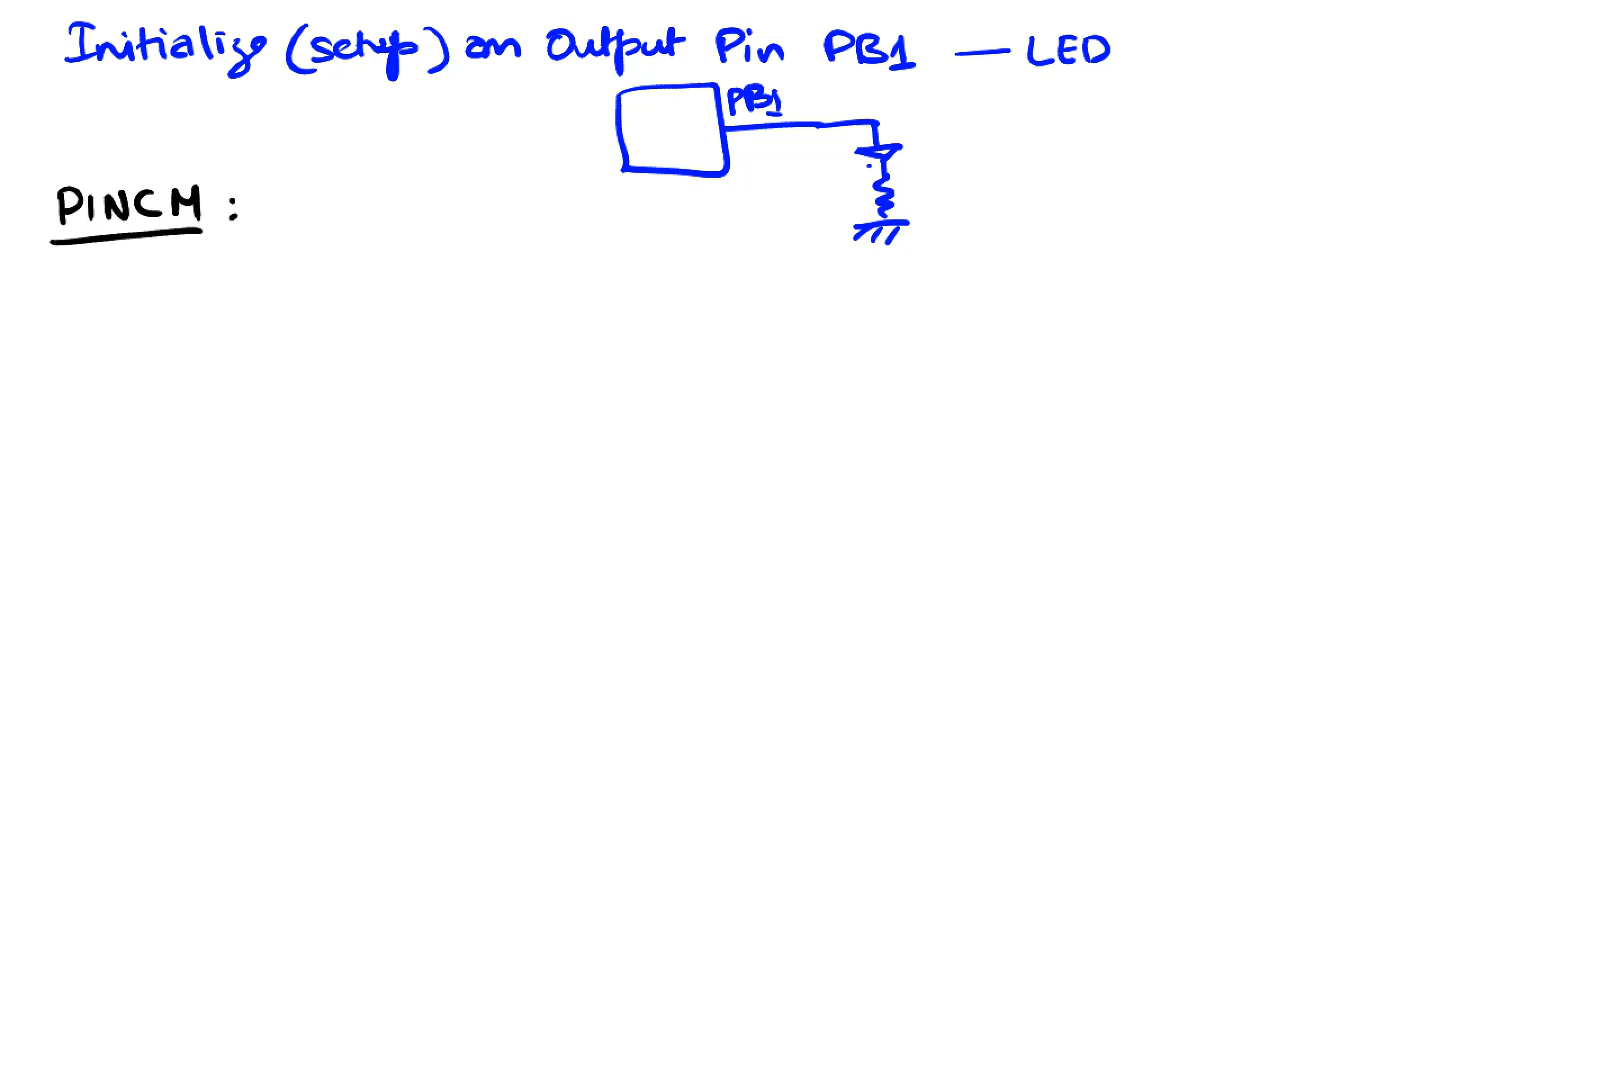 Initialize (setup) an Output Pin PB1 — LED
PB1
PINCM :